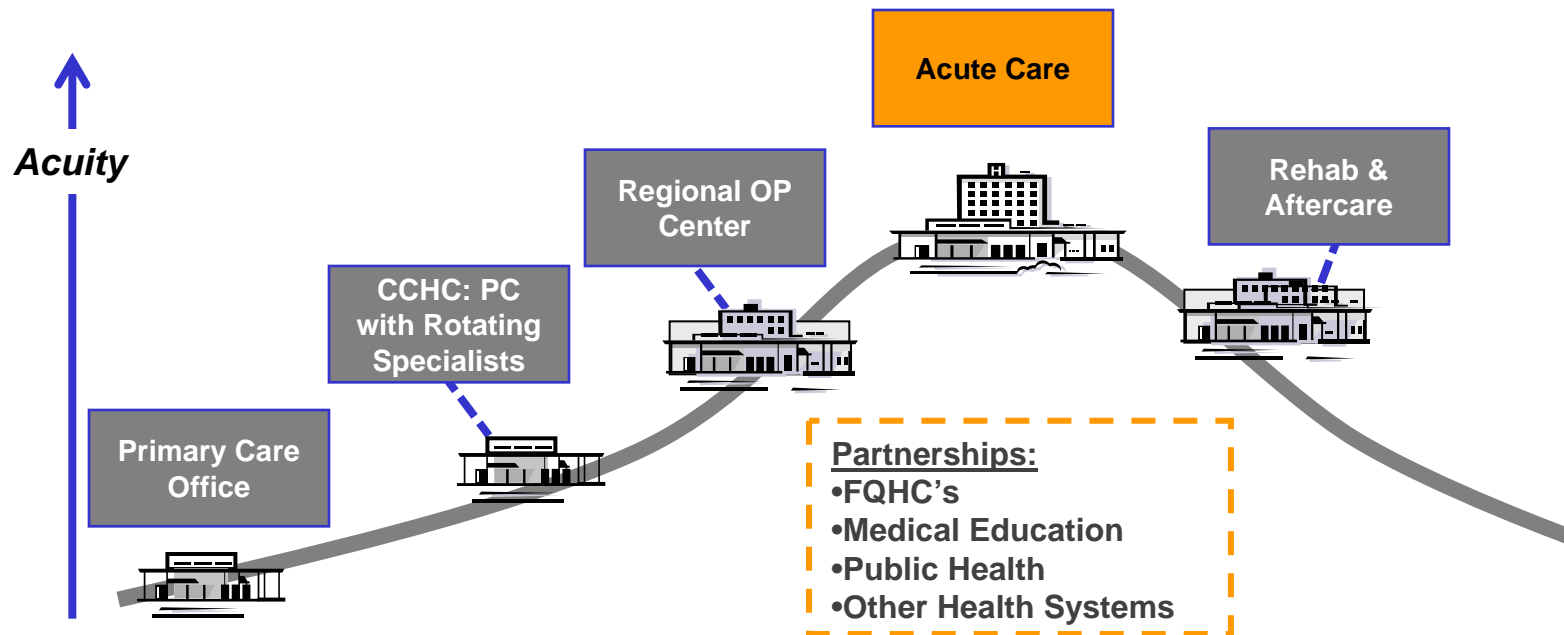 Acuity
Primary Care
Office
CCHC: PC
with Rotating
Specialists
Regional OP
Center
Acute Care
H
Rehab &
Aftercare
Partnerships:
•FQHC's
•Medical Education
•Public Health
•Other Health Systems